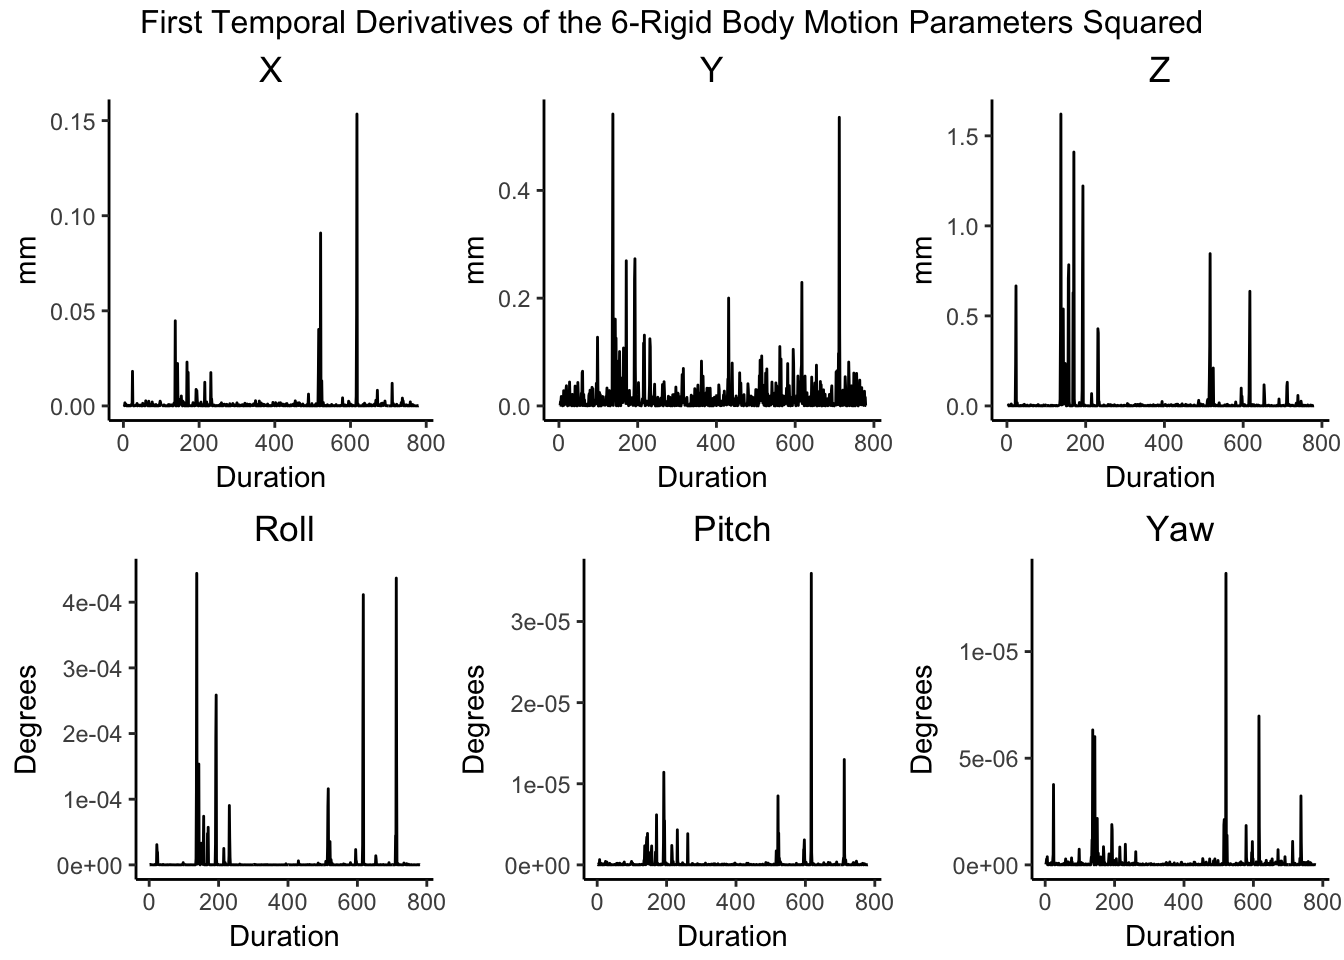 First Temporal Derivatives of the 6-Rigid Body Motion Parameters Squared
X
0.15
0.10
0.05
0.00
mm
0 200 400 600 800
Duration
Y
0.4
0.2
0.0
mm
0 200 400 600 800
Duration
Z
1.5
1.0
0.5
0.0
mm
0 200 400 600 800
Duration
Roll
4e-04
3e-04
2e-04
1e-04
0e+00
Degrees
0 200 400 600 800
Duration
Pitch
3e-05
2e-05
1e-05
0e+00
Degrees
0 200 400 600 800
Duration
Yaw
1e-05
5e-06
0e+00
Degrees
0 200 400 600 800
Duration